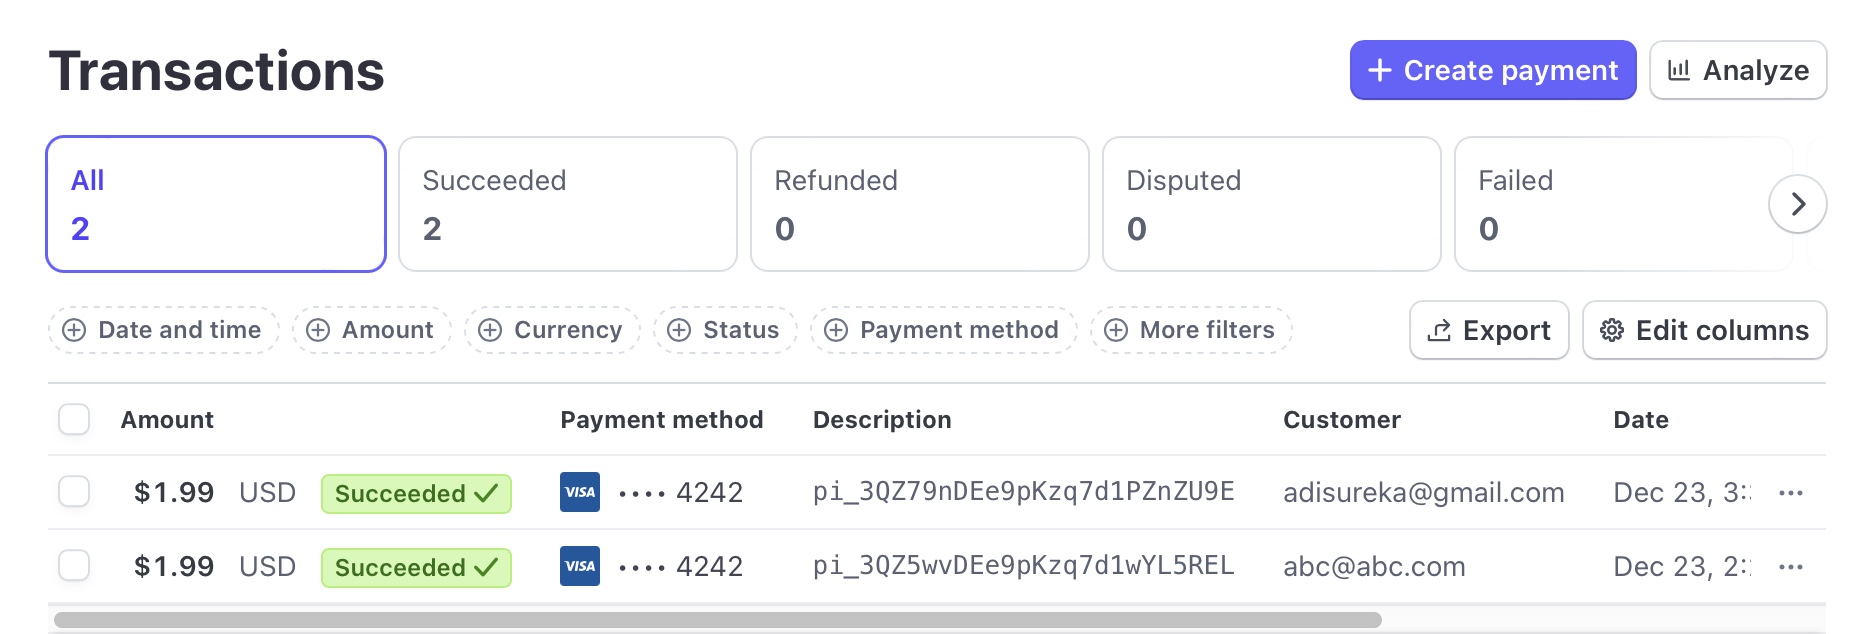 Transactions
Create payment
Analyze
All
2
Succeeded
2
Refunded
0
Disputed
0
Failed
0
Date and time
Amount
Currency
Status
Payment method
More filters
Export
Edit columns
Amount Payment method Description Customer Date
$1.99 USD Succeeded VISA •••• 4242 pi_3QZ79nDEe9pKzq7d1PZnZU9E adisureka@gmail.com Dec 23, 3: ...
$1.99 USD Succeeded VISA •••• 4242 pi_3QZ5wvDEe9pKzq7d1wYL5REL abc@abc.com Dec 23, 2: ...